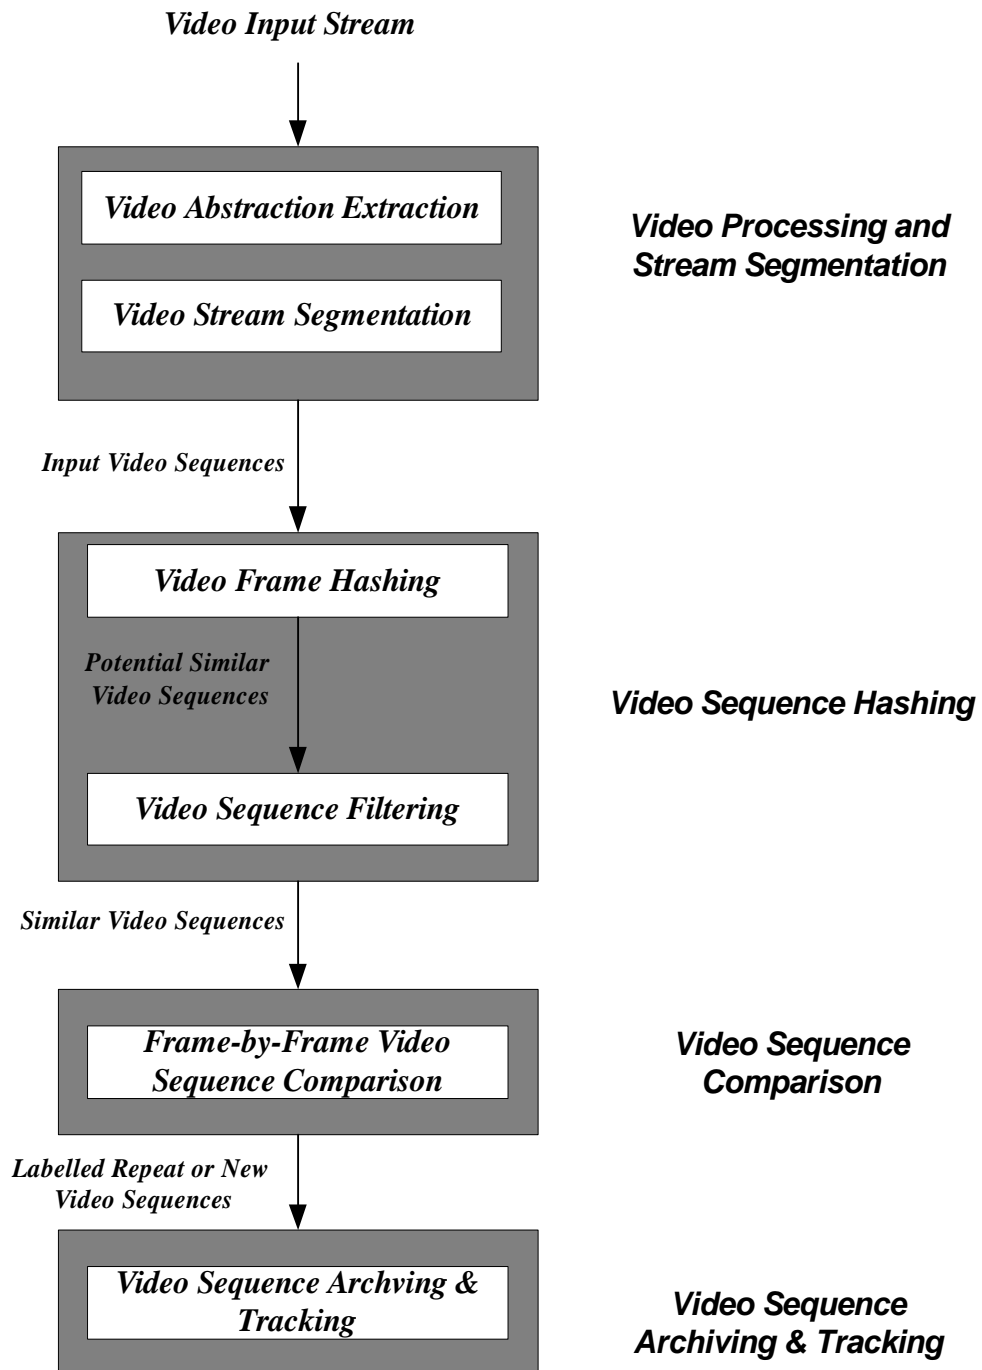 Video Input Stream
Video Abstraction Extraction
Video Processing and
Stream Segmentation
Video Stream Segmentation
Input Video Sequences
Video Frame Hashing
Potential Similar
Video Sequences
Video Sequence Hashing
Video Sequence Filtering
Similar Video Sequences
Frame-by-Frame Video
Sequence Comparison
Video Sequence
Comparison
Labelled Repeat or New
Video Sequences
Video Sequence Archving &
Tracking
Video Sequence
Archiving & Tracking